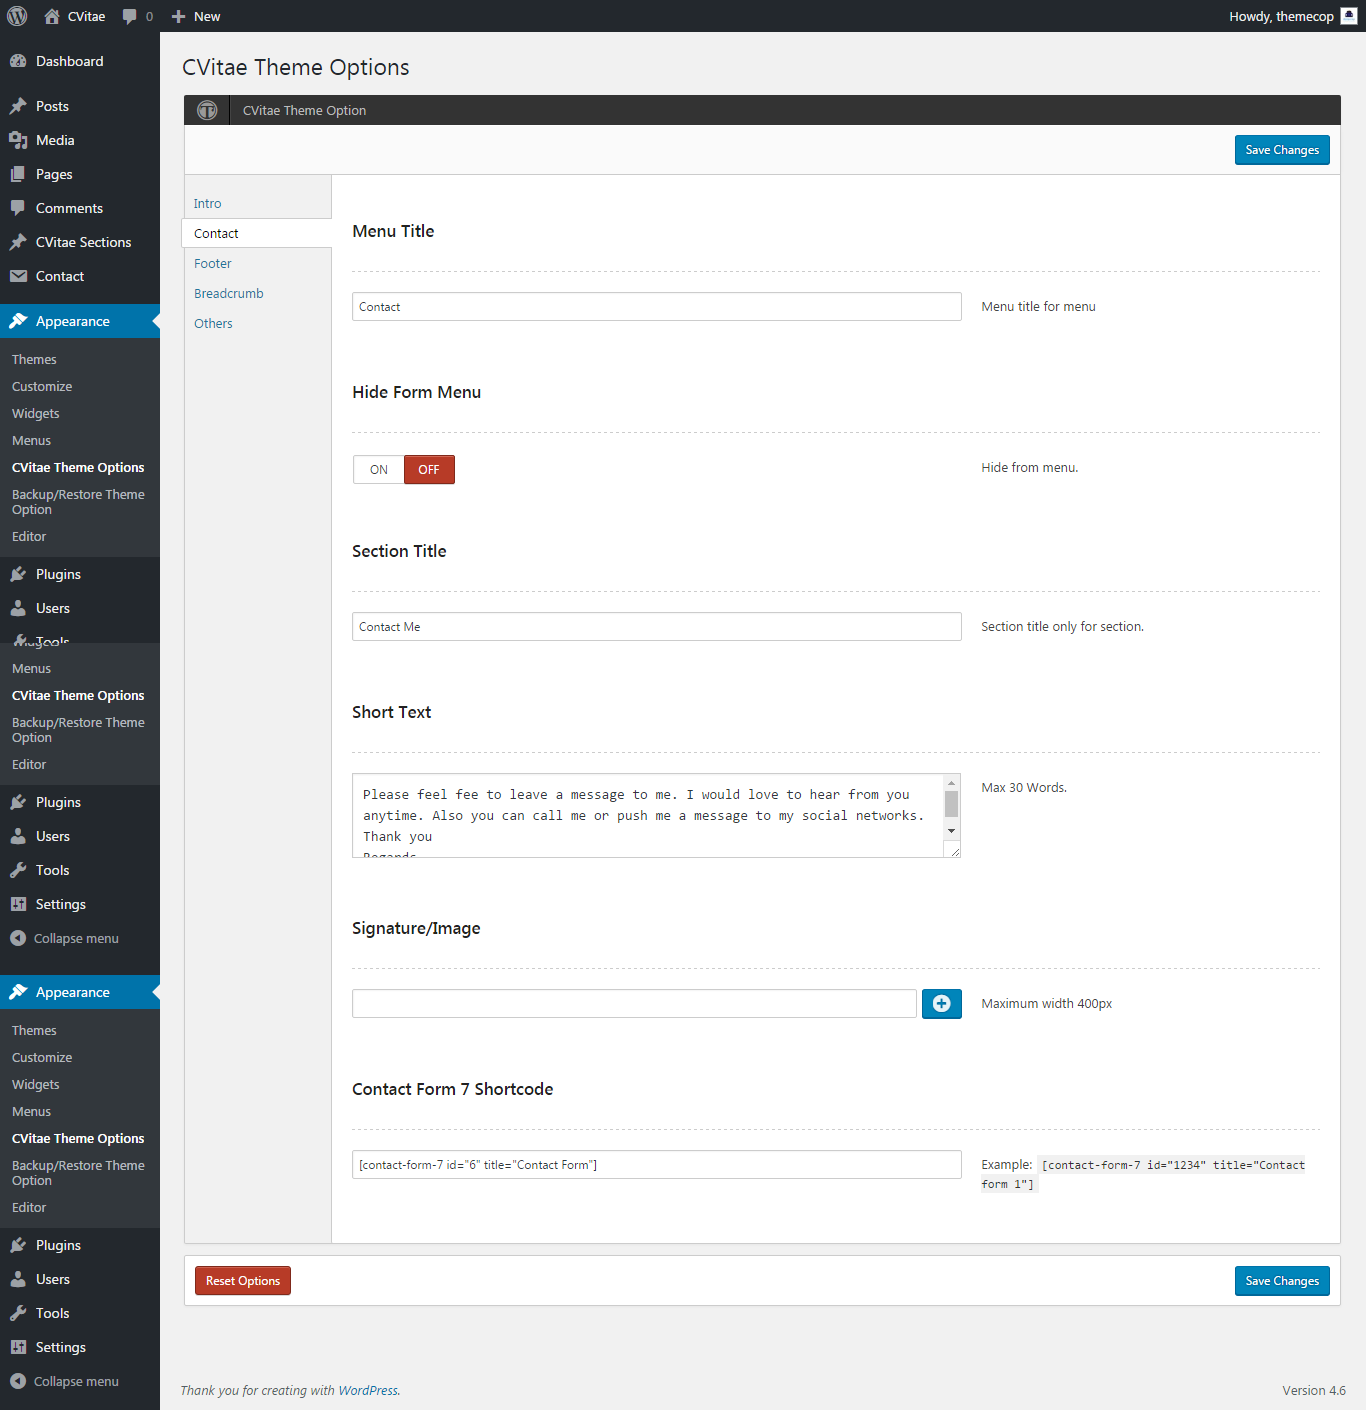 CVitae 0 New Howdy, themecop
Dashboard
Posts
Media
Pages
Comments
CVitae Sections
Contact
Appearance
Themes
Customize
Widgets
Menus
CVitae Theme Options
Backup/Restore Theme
Option
Editor
Plugins
Users
Tools
Menus
CVitae Theme Options
Backup/Restore Theme
Option
Editor
Plugins
Users
Tools
Settings
Collapse menu
Appearance
Themes
Customize
Widgets
Menus
CVitae Theme Options
Backup/Restore Theme
Option
Editor
Plugins
Users
Tools
Settings
Collapse menu
CVitae Theme Options
CVitae Theme Option
Save Changes
Intro
Contact
Footer
Breadcrumb
Others
Menu Title
Contact
Menu title for menu
Hide Form Menu
ON OFF
Hide from menu.
Section Title
Contact Me
Section title only for section.
Short Text
Please feel fee to leave a message to me. I would love to hear from you
anytime. Also you can call me or push me a message to my social networks.
Thank you
Regards
Max 30 Words.
Signature/Image
Maximum width 400px
Contact Form 7 Shortcode
[contact-form-7 id="6" title="Contact Form"]
Example: [contact-form-7 id="1234" title="Contact
form 1"]
Reset Options
Save Changes
Thank you for creating with WordPress.
Version 4.6